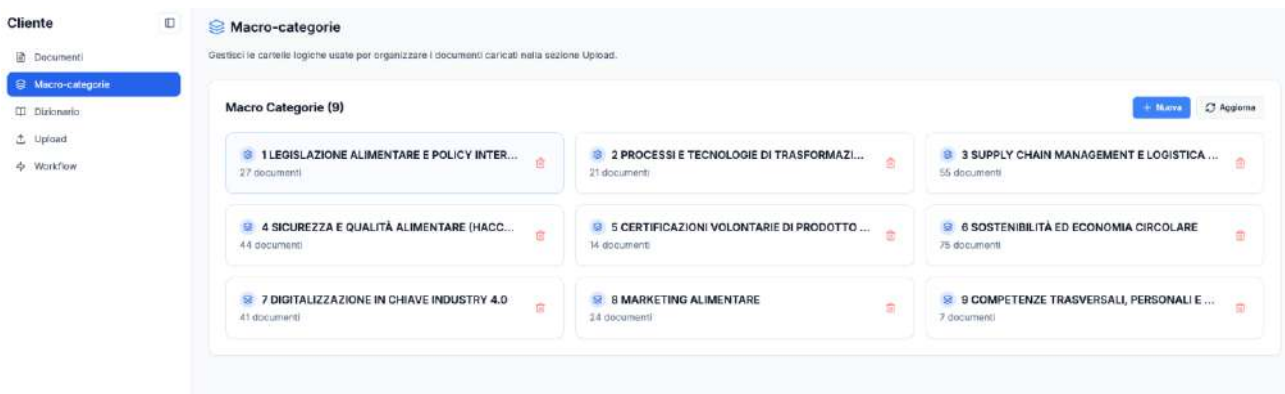 Cliente
Documenti
Macro-categorie
Dizionario
Upload
Workflow
Macro-categorie
Gestisci le cartelle logiche usate per organizzare i documenti caricati nella sezione Upload.
Macro Categorie (9)
+ Nuova
Aggiorna
1 LEGISLAZIONE ALIMENTARE E POLICY INTER...
27 documenti
2 PROCESSI E TECNOLOGIE DI TRASFORMAZI...
21 documenti
3 SUPPLY CHAIN MANAGEMENT E LOGISTICA ...
55 documenti
4 SICUREZZA E QUALITÀ ALIMENTARE (HACC...
44 documenti
5 CERTIFICAZIONI VOLONTARIE DI PRODOTTO ...
14 documenti
6 SOSTENIBILITÀ ED ECONOMIA CIRCOLARE
75 documenti
7 DIGITALIZZAZIONE IN CHIAVE INDUSTRY 4.0
41 documenti
8 MARKETING ALIMENTARE
24 documenti
9 COMPETENZE TRASVERSALI, PERSONALI E ...
7 documenti